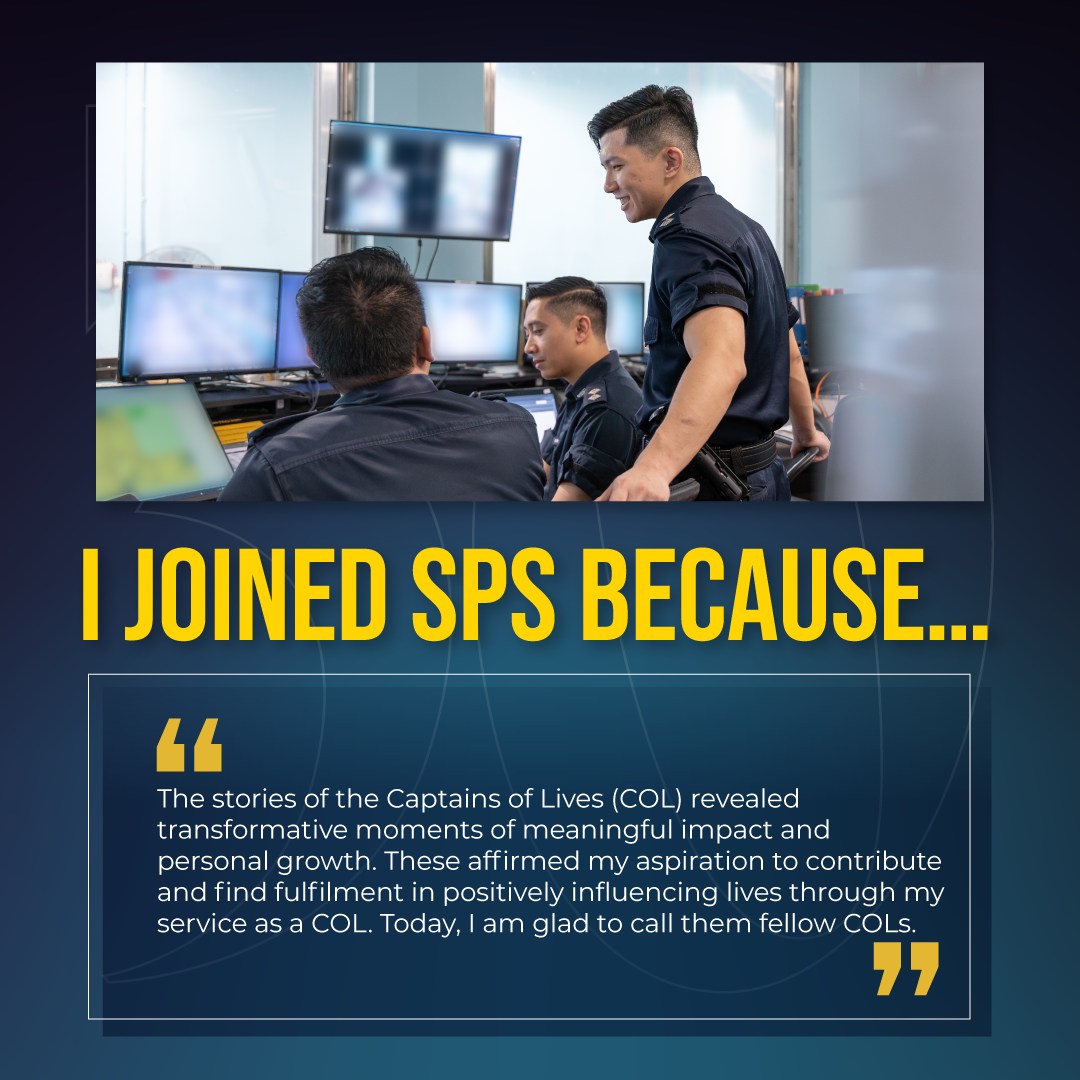 I JOINED SPS BECAUSE...
“
The stories of the Captains of Lives (COL) revealed
transformative moments of meaningful impact and
personal growth. These affirmed my aspiration to contribute
and find fulfilment in positively influencing lives through my
service as a COL. Today, I am glad to call them fellow COLs.
”